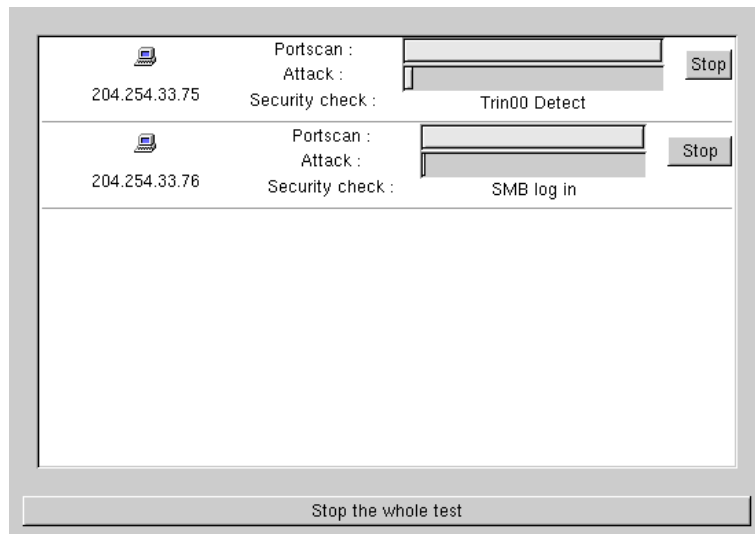 Portscan :
Attack :
Stop
204.254.33.75
Security check :
Trin00 Detect
Portscan :
Attack :
Stop
204.254.33.76
Security check :
SMB log in
Stop the whole test